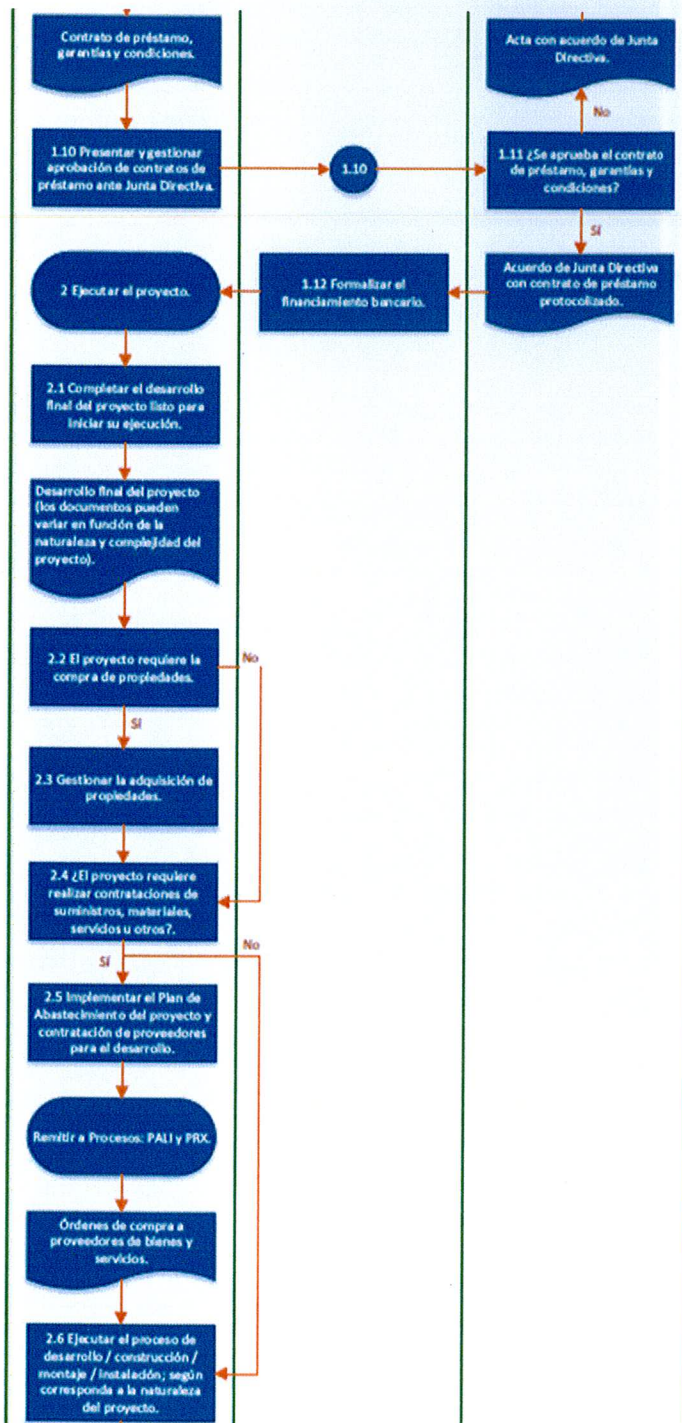 Contrato de préstamo,
garantías y condiciones.
Acta con acuerdo de Junta
Directiva.
No
1.10 Presentar y gestionar
aprobación de contratos de
préstamo ante Junta Directiva.
1.10
1.11 ¿Se aprueba el contrato
de préstamo, garantías y
condiciones?
Sí
2 Ejecutar el proyecto.
1.12 Formalizar el
financiamiento bancario.
Acuerdo de Junta Directiva
con contrato de préstamo
protocolizado.
2.1 Completar el desarrollo
final del proyecto listo para
iniciar su ejecución.
Desarrollo final del proyecto
(los documentos pueden
variar en función de la
naturaleza y complejidad del
proyecto).
2.2 El proyecto requiere la
compra de propiedades.
No
Sí
2.3 Gestionar la adquisición de
propiedades.
2.4 ¿El proyecto requiere
realizar contrataciones de
suministros, materiales,
servicios u otros?.
No
Sí
2.5 Implementar el Plan de
Abastecimiento del proyecto y
contratación de proveedores
para el desarrollo.
Remitir a Procesos: PALI y PRX.
Órdenes de compra a
proveedores de bienes y
servicios.
2.6 Ejecutar el proceso de
desarrollo / construcción /
montaje / instalación; según
corresponda a la naturaleza
del proyecto.